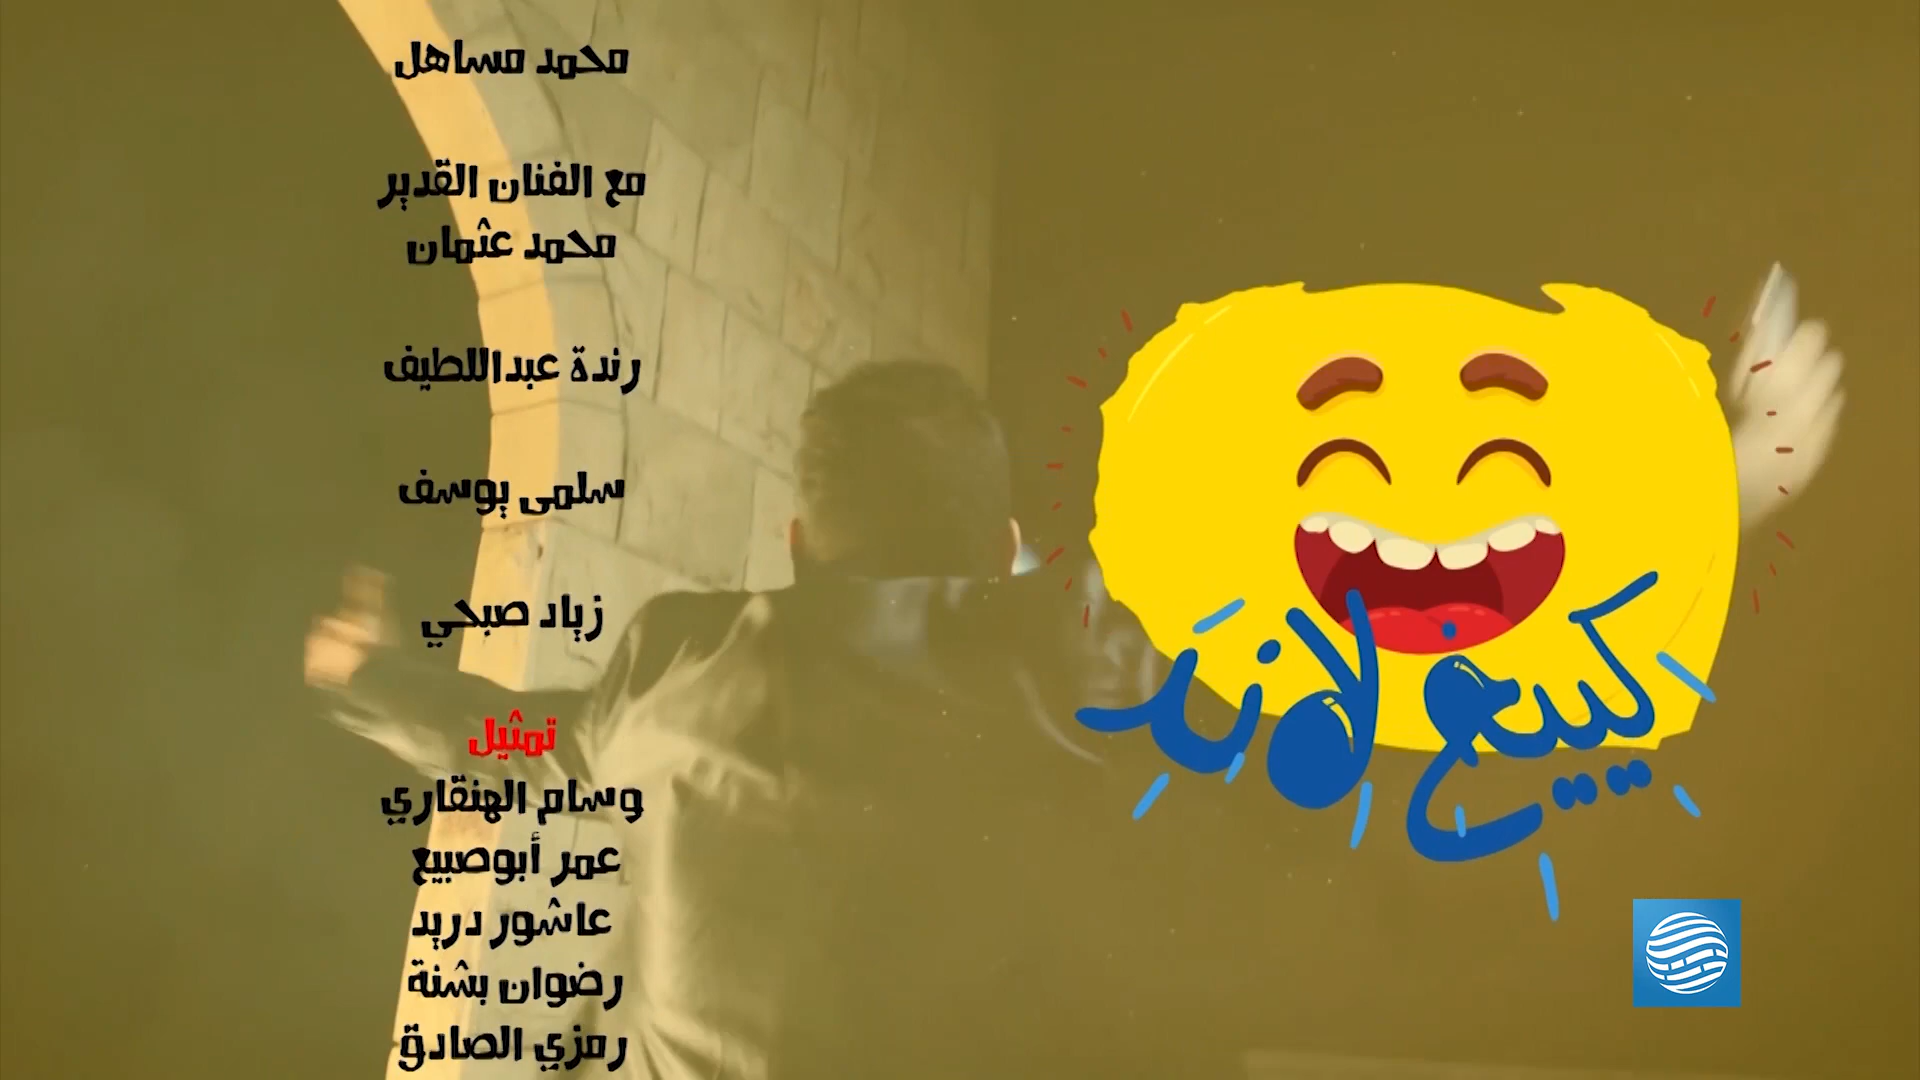 محمد مساهل
مع الفنان القدير
محمد عثمان
رندة عبداللطيف
سلمى يوسف
زياد صبحي
تمثيل
وسام الهنقاري
عمر أبوصبيع
عاشور دريد
رضوان بشنة
رمزي الصادق
كييغ لاند